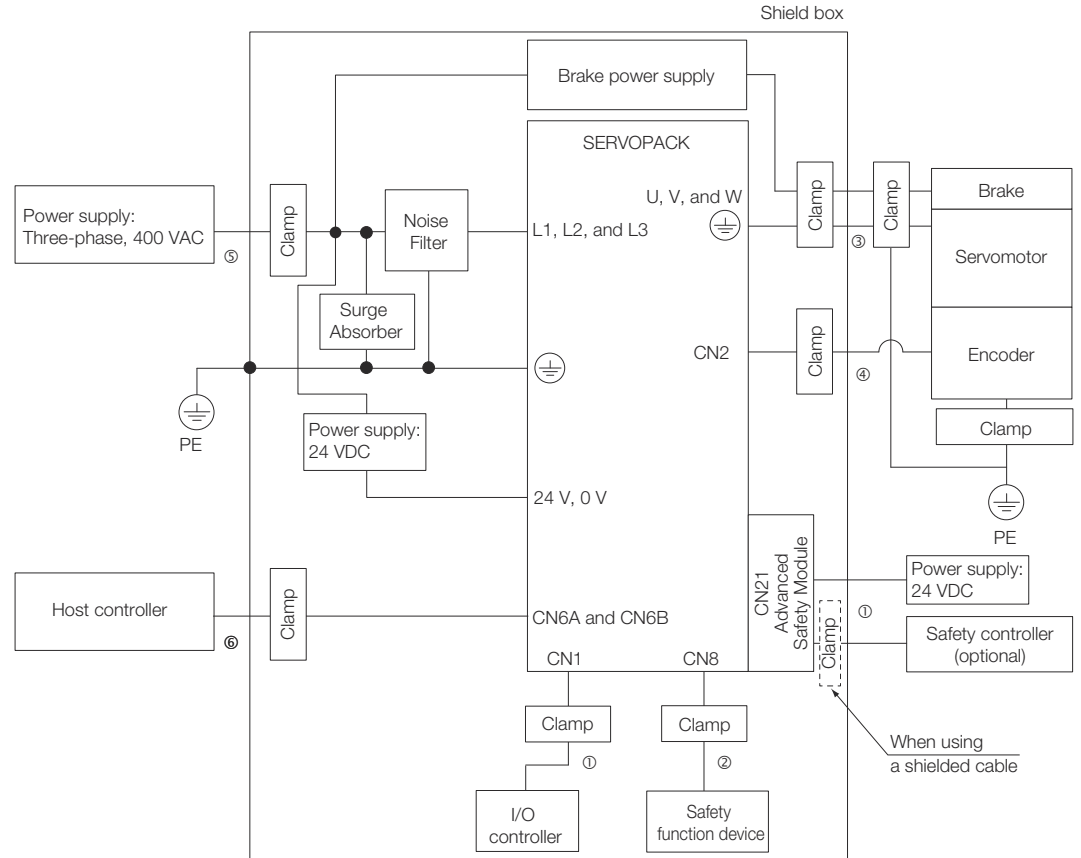 Shield box
Brake power supply
SERVOPACK
U, V, and W
Clamp
Clamp
Brake
Power supply:
Three-phase, 400 VAC
Clamp
Noise
Filter
L1, L2, and L3
⑤
③
Servomotor
Surge
Absorber
CN2
Clamp
④
Encoder
PE
Power supply:
24 VDC
Clamp
24 V, 0 V
PE
CN21
Advanced
Safety Module
Power supply:
24 VDC
①
Host controller
⑥
Clamp
CN6A and CN6B
Clamp
Safety controller
(optional)
CN1
CN8
Clamp
Clamp
When using
a shielded cable
①
②
I/O
controller
Safety
function device